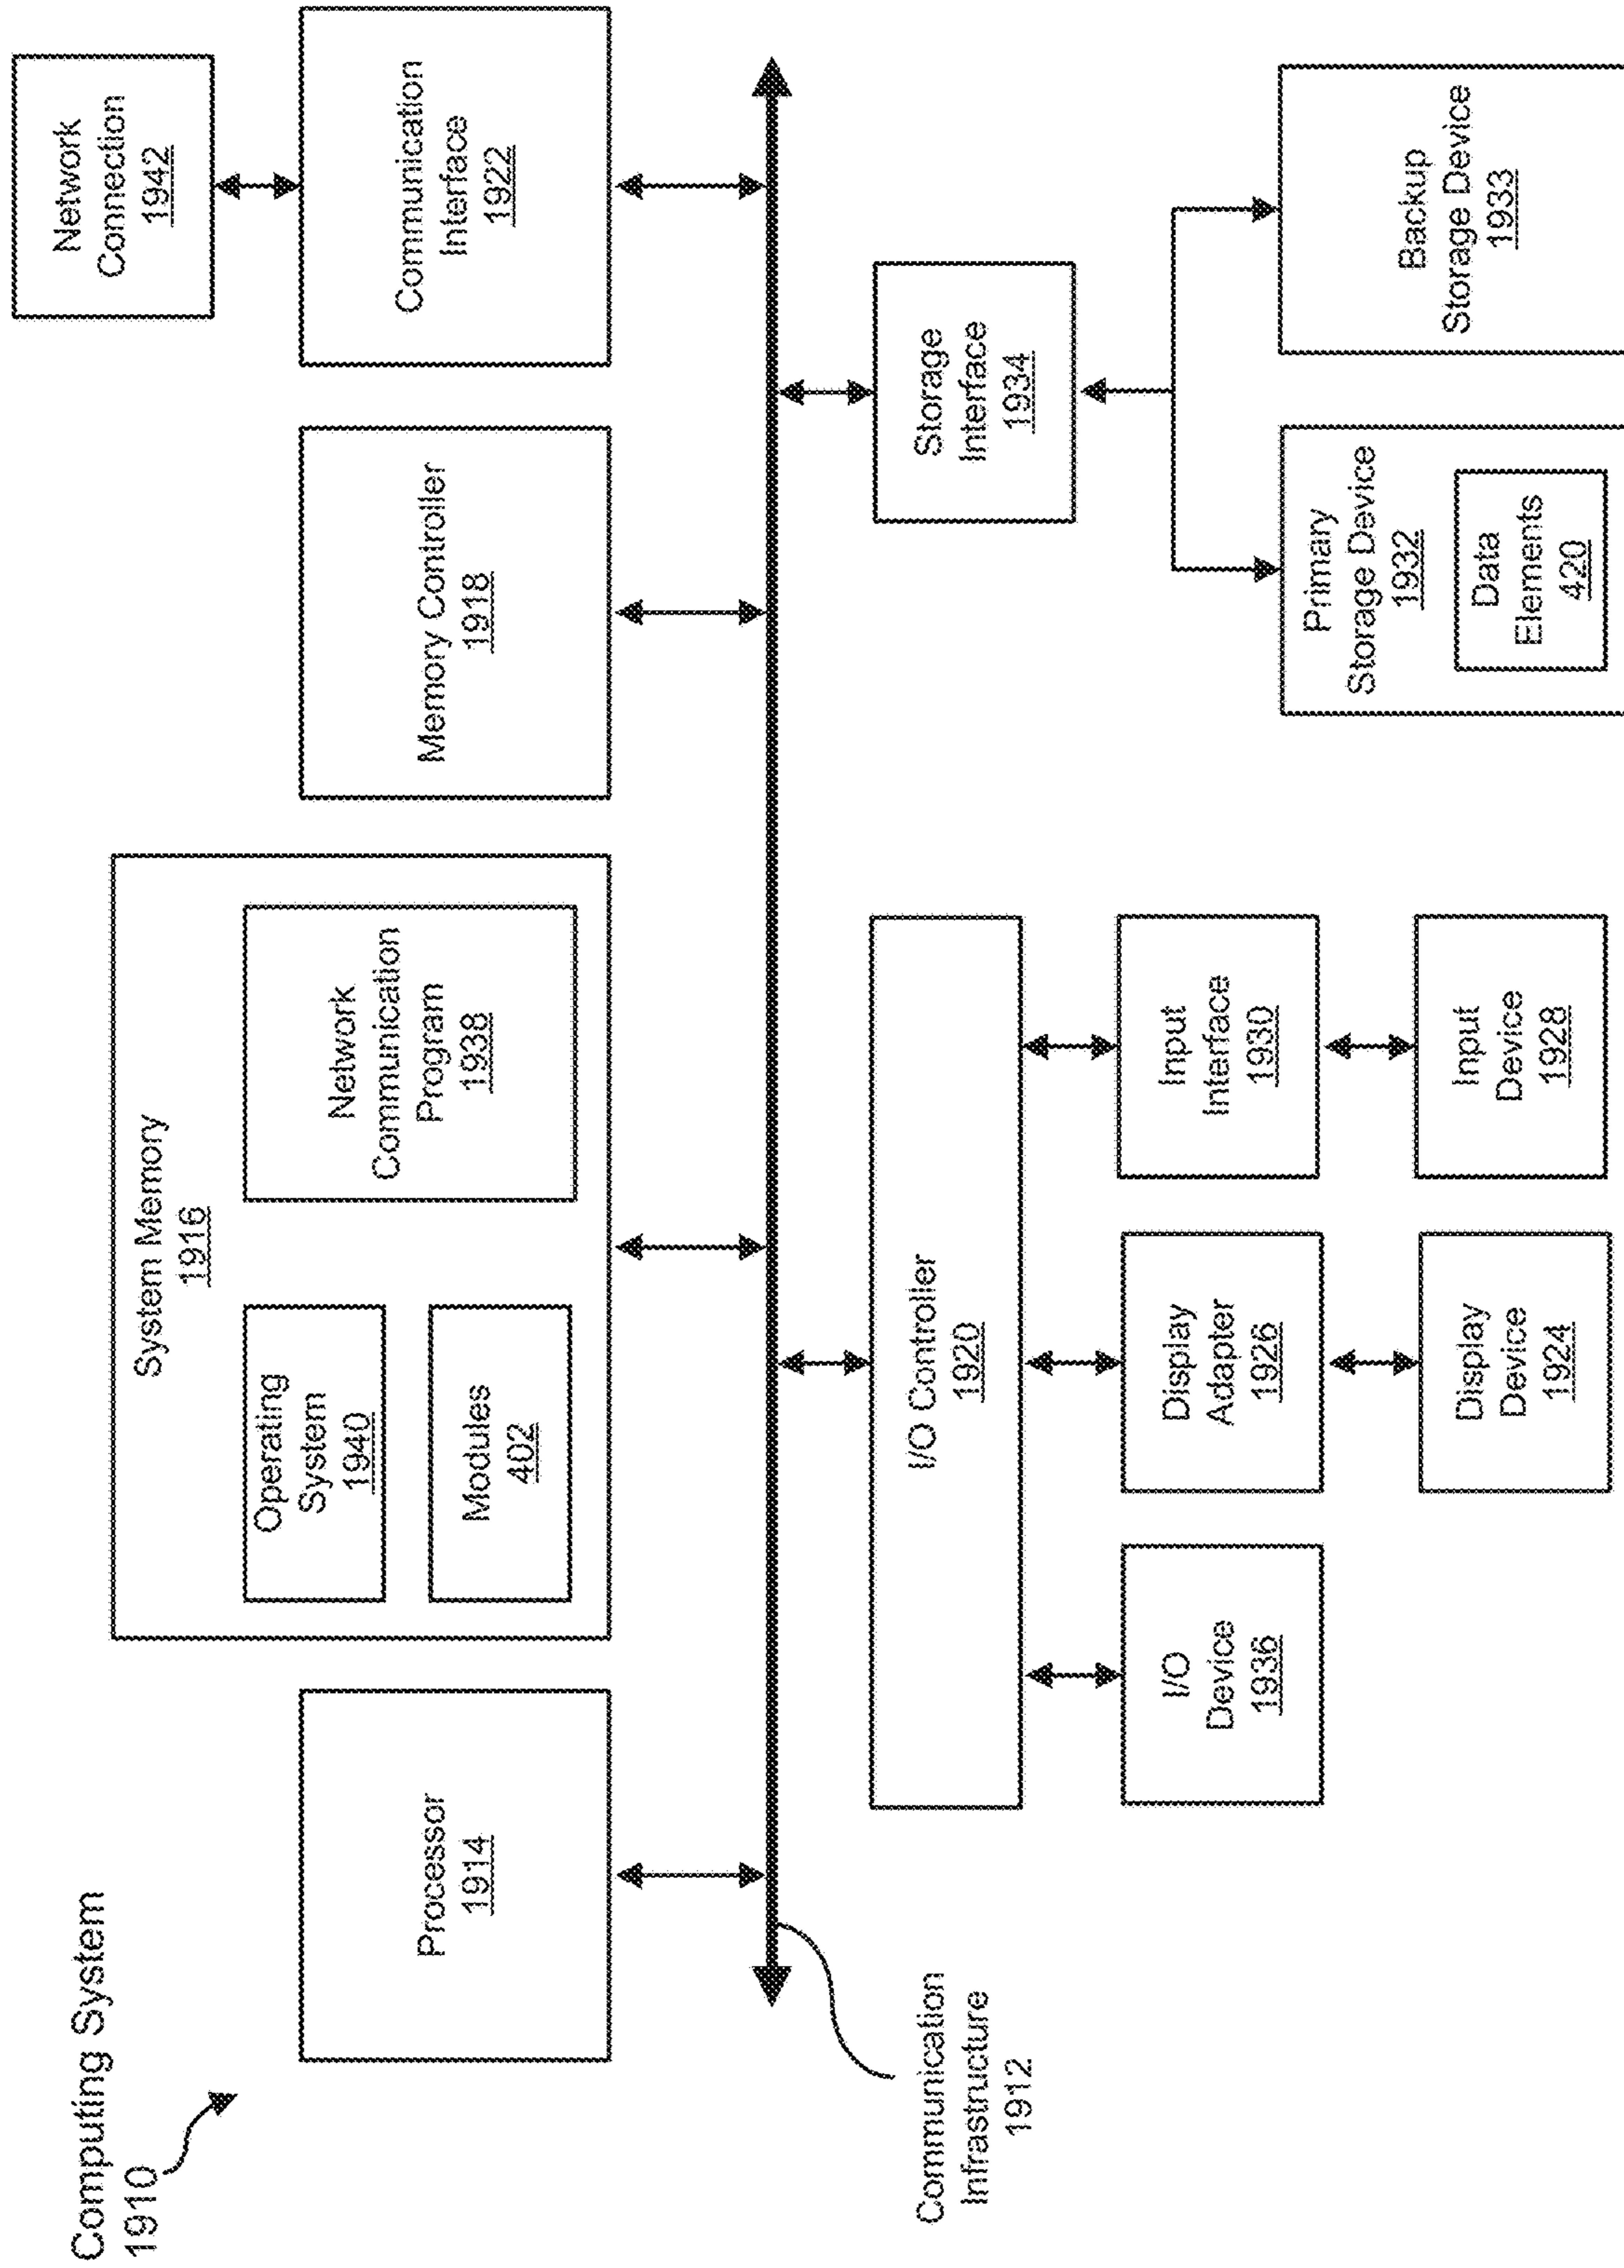 Computing System
1910
Processor
1914
System Memory
1916
Operating
System
1940
Modules
402
Network
Communication
Program
1938
Memory Controller
1918
Communication
Interface
1922
Network
Connection
1942
Communication
Infrastructure
1912
I/O Controller
1920
I/O
Device
1936
Display
Adapter
1926
Input
Interface
1930
Display
Device
1924
Input
Device
1928
Storage
Interface
1934
Primary
Storage Device
1932
Data
Elements
420
Backup
Storage Device
1933